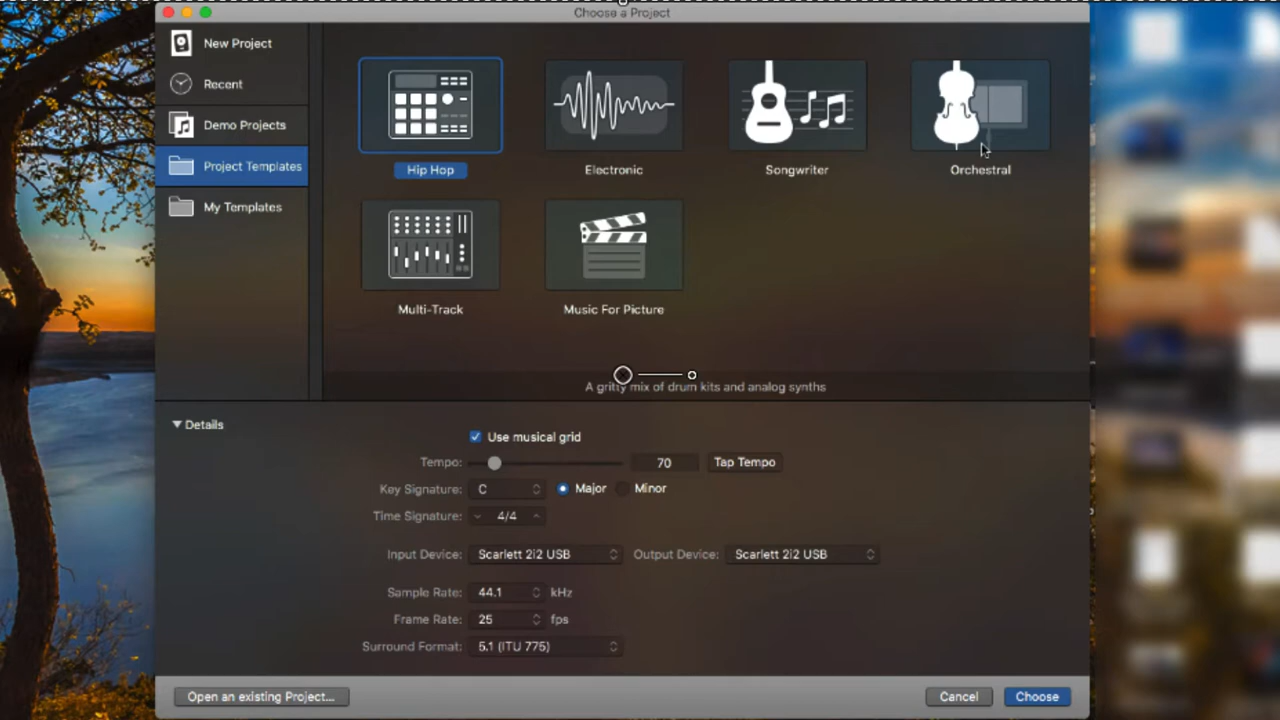 Choose a Project
New Project
Recent
Demo Projects
Project Templates
My Templates
Hip Hop
Electronic
Songwriter
Orchestral
Multi-Track
Music For Picture
A gritty mix of drum kits and analog synths
Details
Use musical grid
Tempo: 70 Tap Tempo
Key Signature: C Major Minor
Time Signature: 4/4
Input Device: Scarlett 2i2 USB Output Device: Scarlett 2i2 USB
Sample Rate: 44.1 kHz
Frame Rate: 25 fps
Surround Format: 5.1 (ITU 775)
Open an existing Project... Cancel Choose